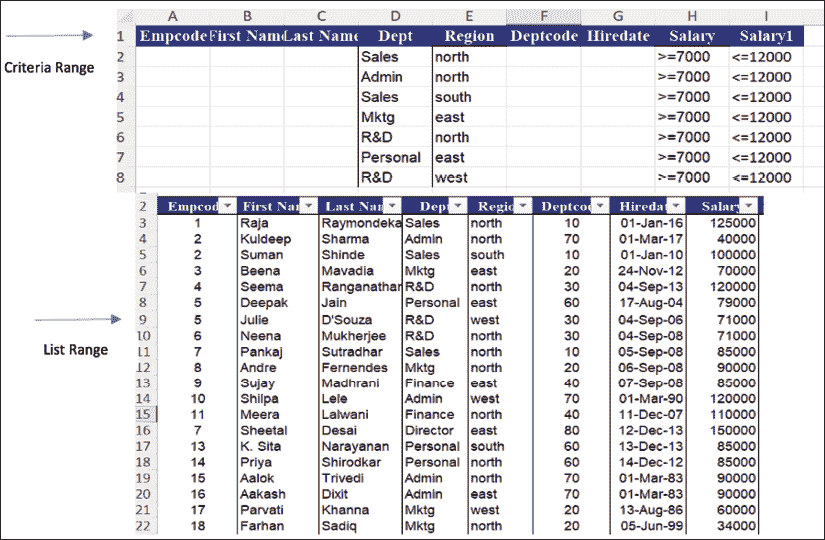 A B C D E F G H I
1 Empcode First Name Last Name Dept Region Deptcode Hiredate Salary Salary1
2 Sales north >=7000 <=12000
Criteria Range
3 Admin north >=7000 <=12000
4 Sales south >=7000 <=12000
5 Mktg east >=7000 <=12000
6 R&D north >=7000 <=12000
7 Personal east >=7000 <=12000
8 R&D west >=7000 <=12000
2 Empcod First Nar Last Nan Dep Regio Deptco Hiredat Salary
3 1 Raja Raymondeka Sales north 10 01-Jan-16 125000
4 2 Kuldeep Sharma Admin north 70 01-Mar-17 40000
5 2 Suman Shinde Sales south 10 01-Jan-10 100000
6 3 Beena Mavadia Mktg east 20 24-Nov-12 70000
7 4 Seema Ranganathan R&D north 30 04-Sep-13 120000
8 5 Deepak Jain Personal east 60 17-Aug-04 79000
9 5 Julie D'Souza R&D west 30 04-Sep-06 71000
10 6 Neena Mukherjee R&D north 30 04-Sep-08 71000
List Range
11 7 Pankaj Sutradhar Sales north 10 05-Sep-08 85000
12 8 Andre Fernendes Mktg north 20 06-Sep-08 90000
13 9 Sujay Madhrani Finance east 40 07-Sep-08 85000
14 10 Shilpa Lele Admin west 70 01-Mar-90 120000
15 11 Meera Lalwani Finance north 40 11-Dec-07 110000
16 7 Sheetal Desai Director east 80 12-Dec-13 150000
17 13 K. Sita Narayanan Personal south 60 13-Dec-13 85000
18 14 Priya Shirodkar Personal north 60 14-Dec-12 85000
19 15 Aalok Trivedi Admin north 70 01-Mar-83 90000
20 16 Aakash Dixit Admin east 70 01-Mar-83 90000
21 17 Parvati Khanna Mktg west 20 13-Aug-86 60000
22 18 Farhan Sadiq Mktg north 20 05-Jun-99 34000